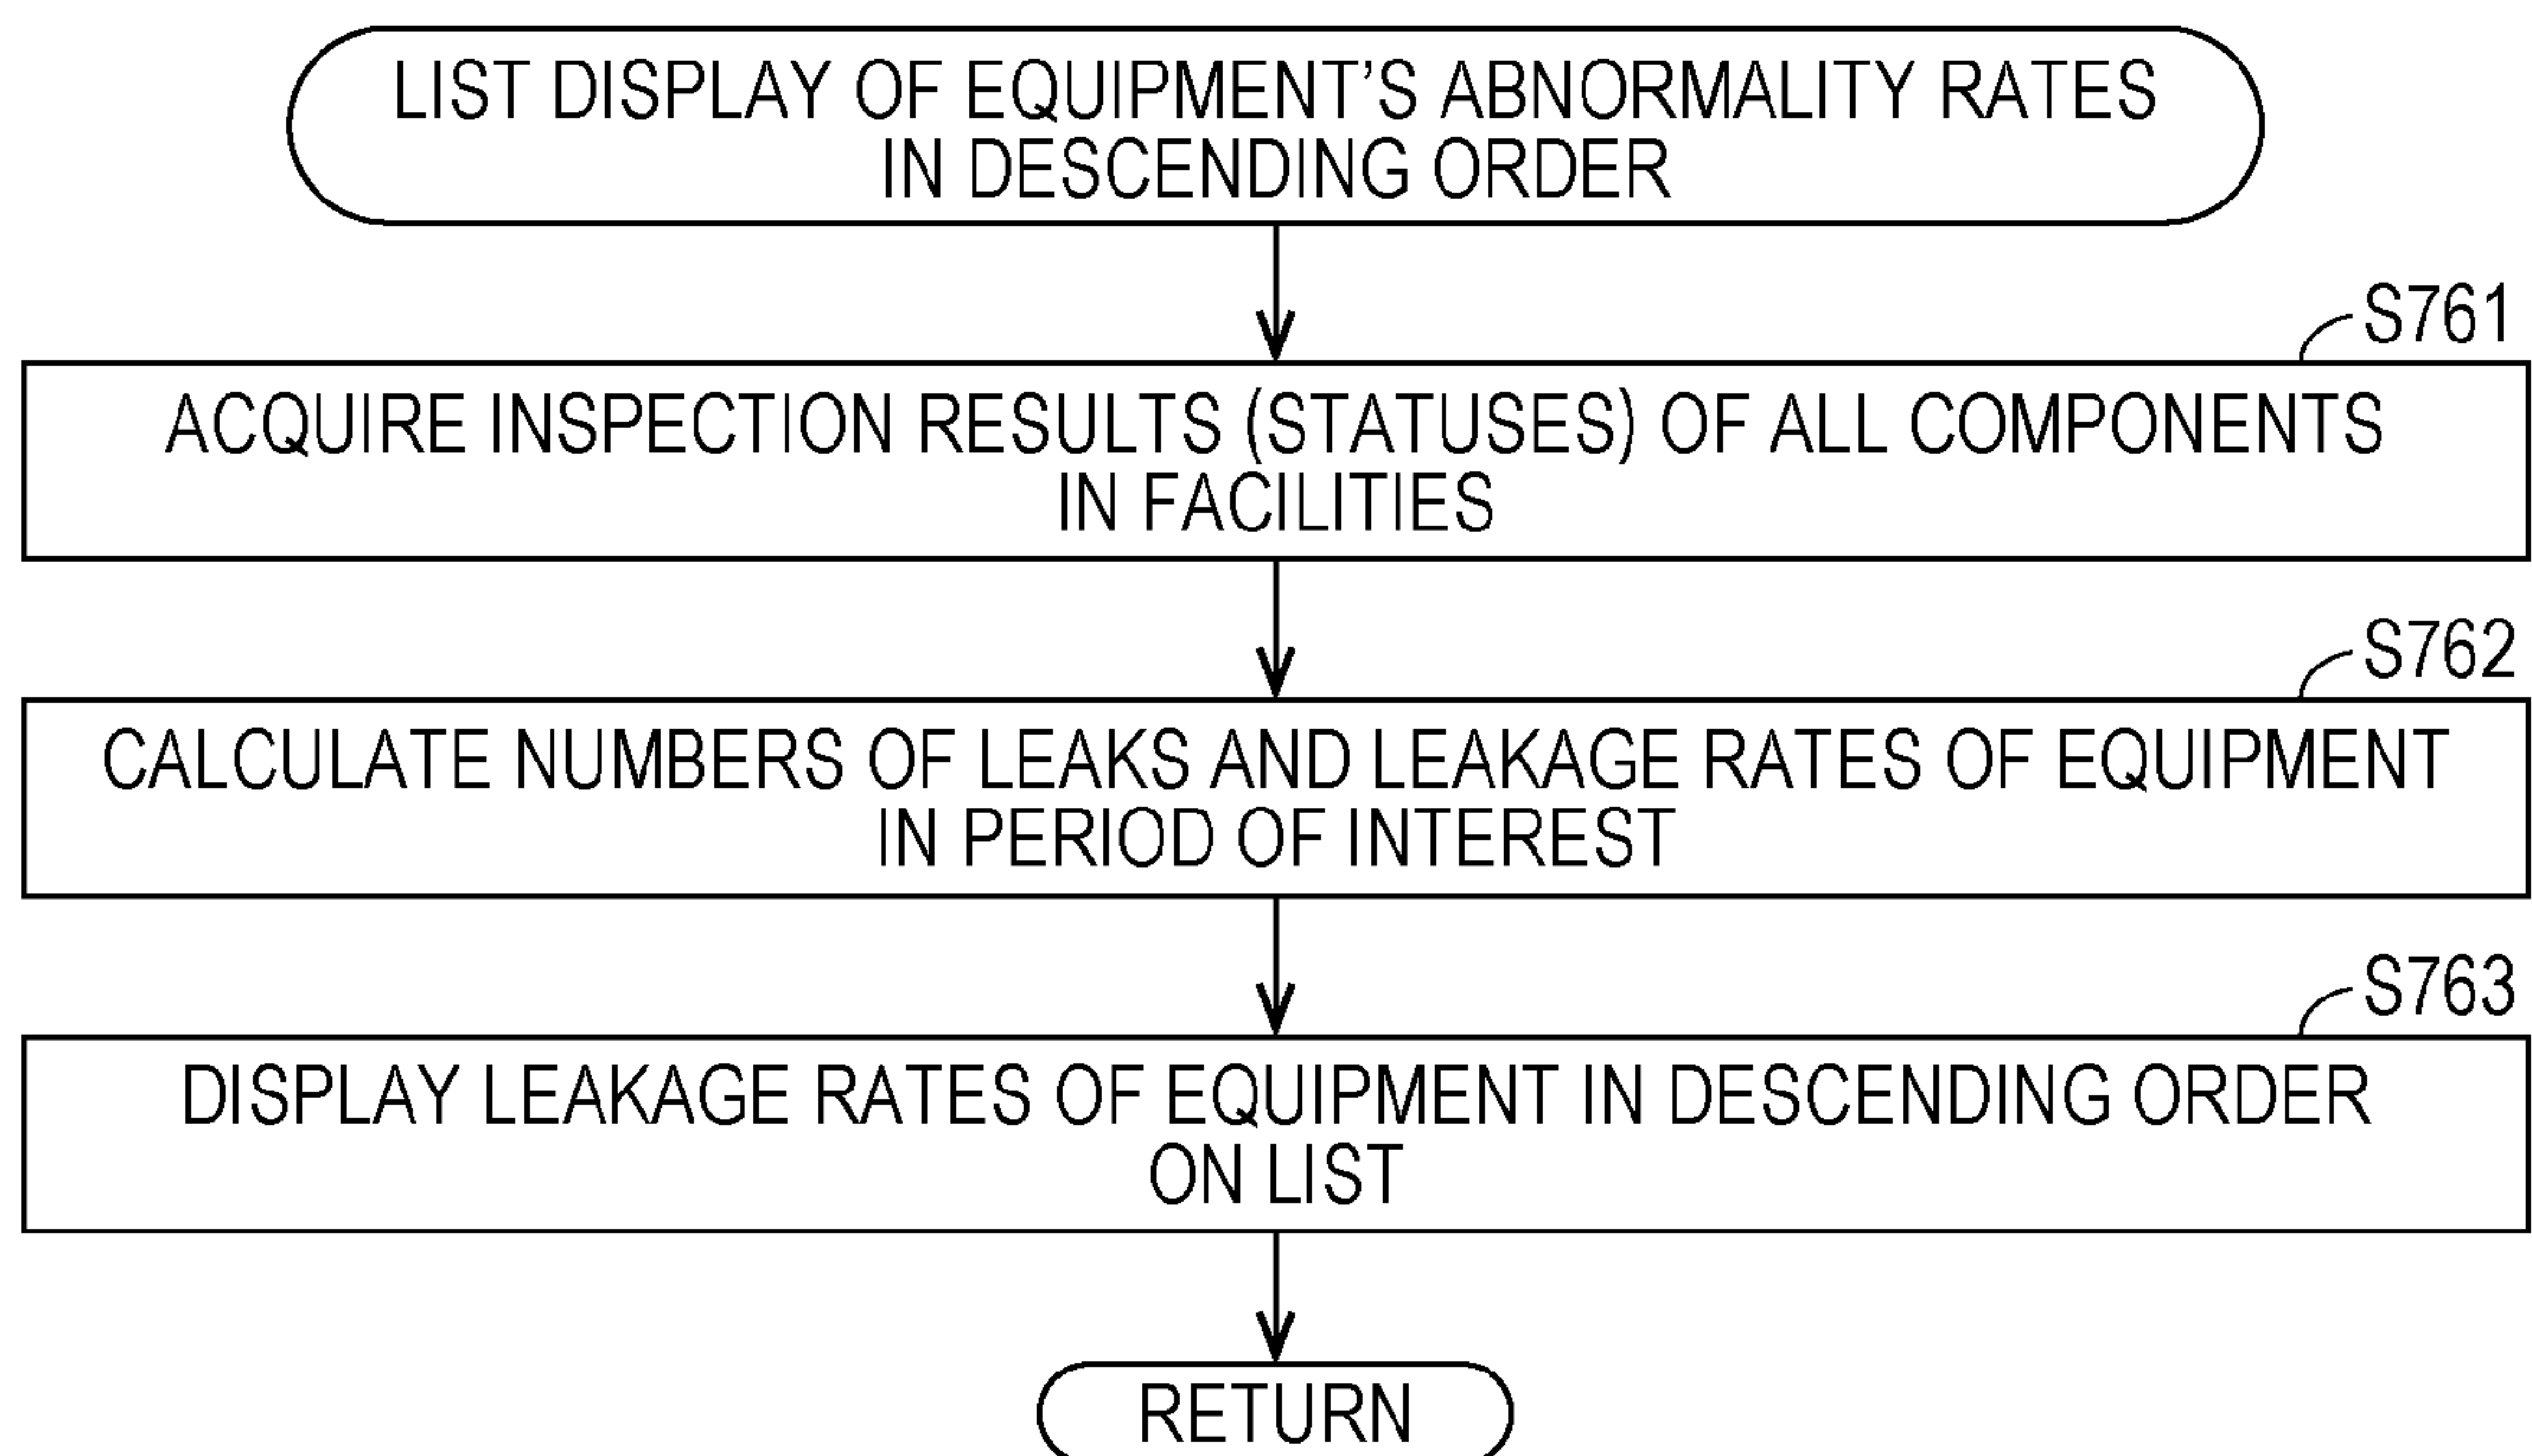 LIST DISPLAY OF EQUIPMENT’S ABNORMALITY RATES
IN DESCENDING ORDER
S761
ACQUIRE INSPECTION RESULTS (STATUSES) OF ALL COMPONENTS
IN FACILITIES
S762
CALCULATE NUMBERS OF LEAKS AND LEAKAGE RATES OF EQUIPMENT
IN PERIOD OF INTEREST
S763
DISPLAY LEAKAGE RATES OF EQUIPMENT IN DESCENDING ORDER
ON LIST
RETURN